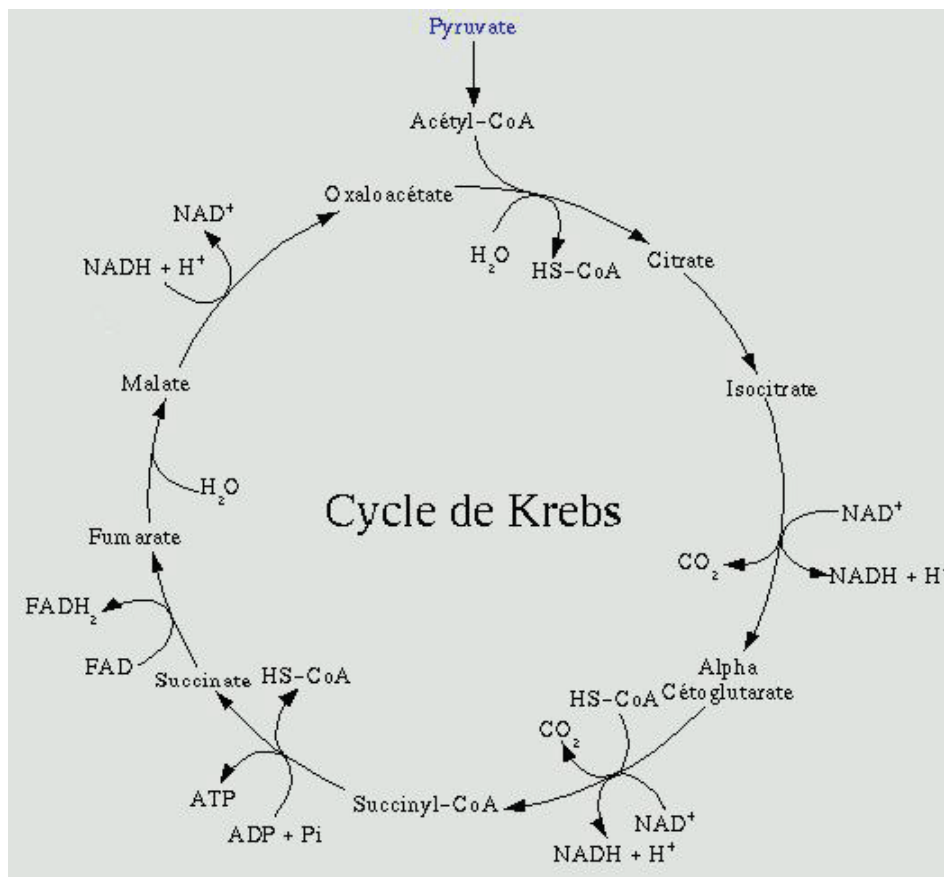 Pyruvate
Acétyl-CoA
Oxaloacétate
H₂O
HS-CoA
Citrate
Isocitrate
NAD⁺
CO₂
NADH + H⁺
Alpha
Cétoglutarate
HS-CoA
CO₂
NAD⁺
NADH + H⁺
Succinyl-CoA
ADP + Pi
ATP
HS-CoA
Succinate
FAD
FADH₂
Fumarate
H₂O
Malate
NADH + H⁺
NAD⁺
Cycle de Krebs